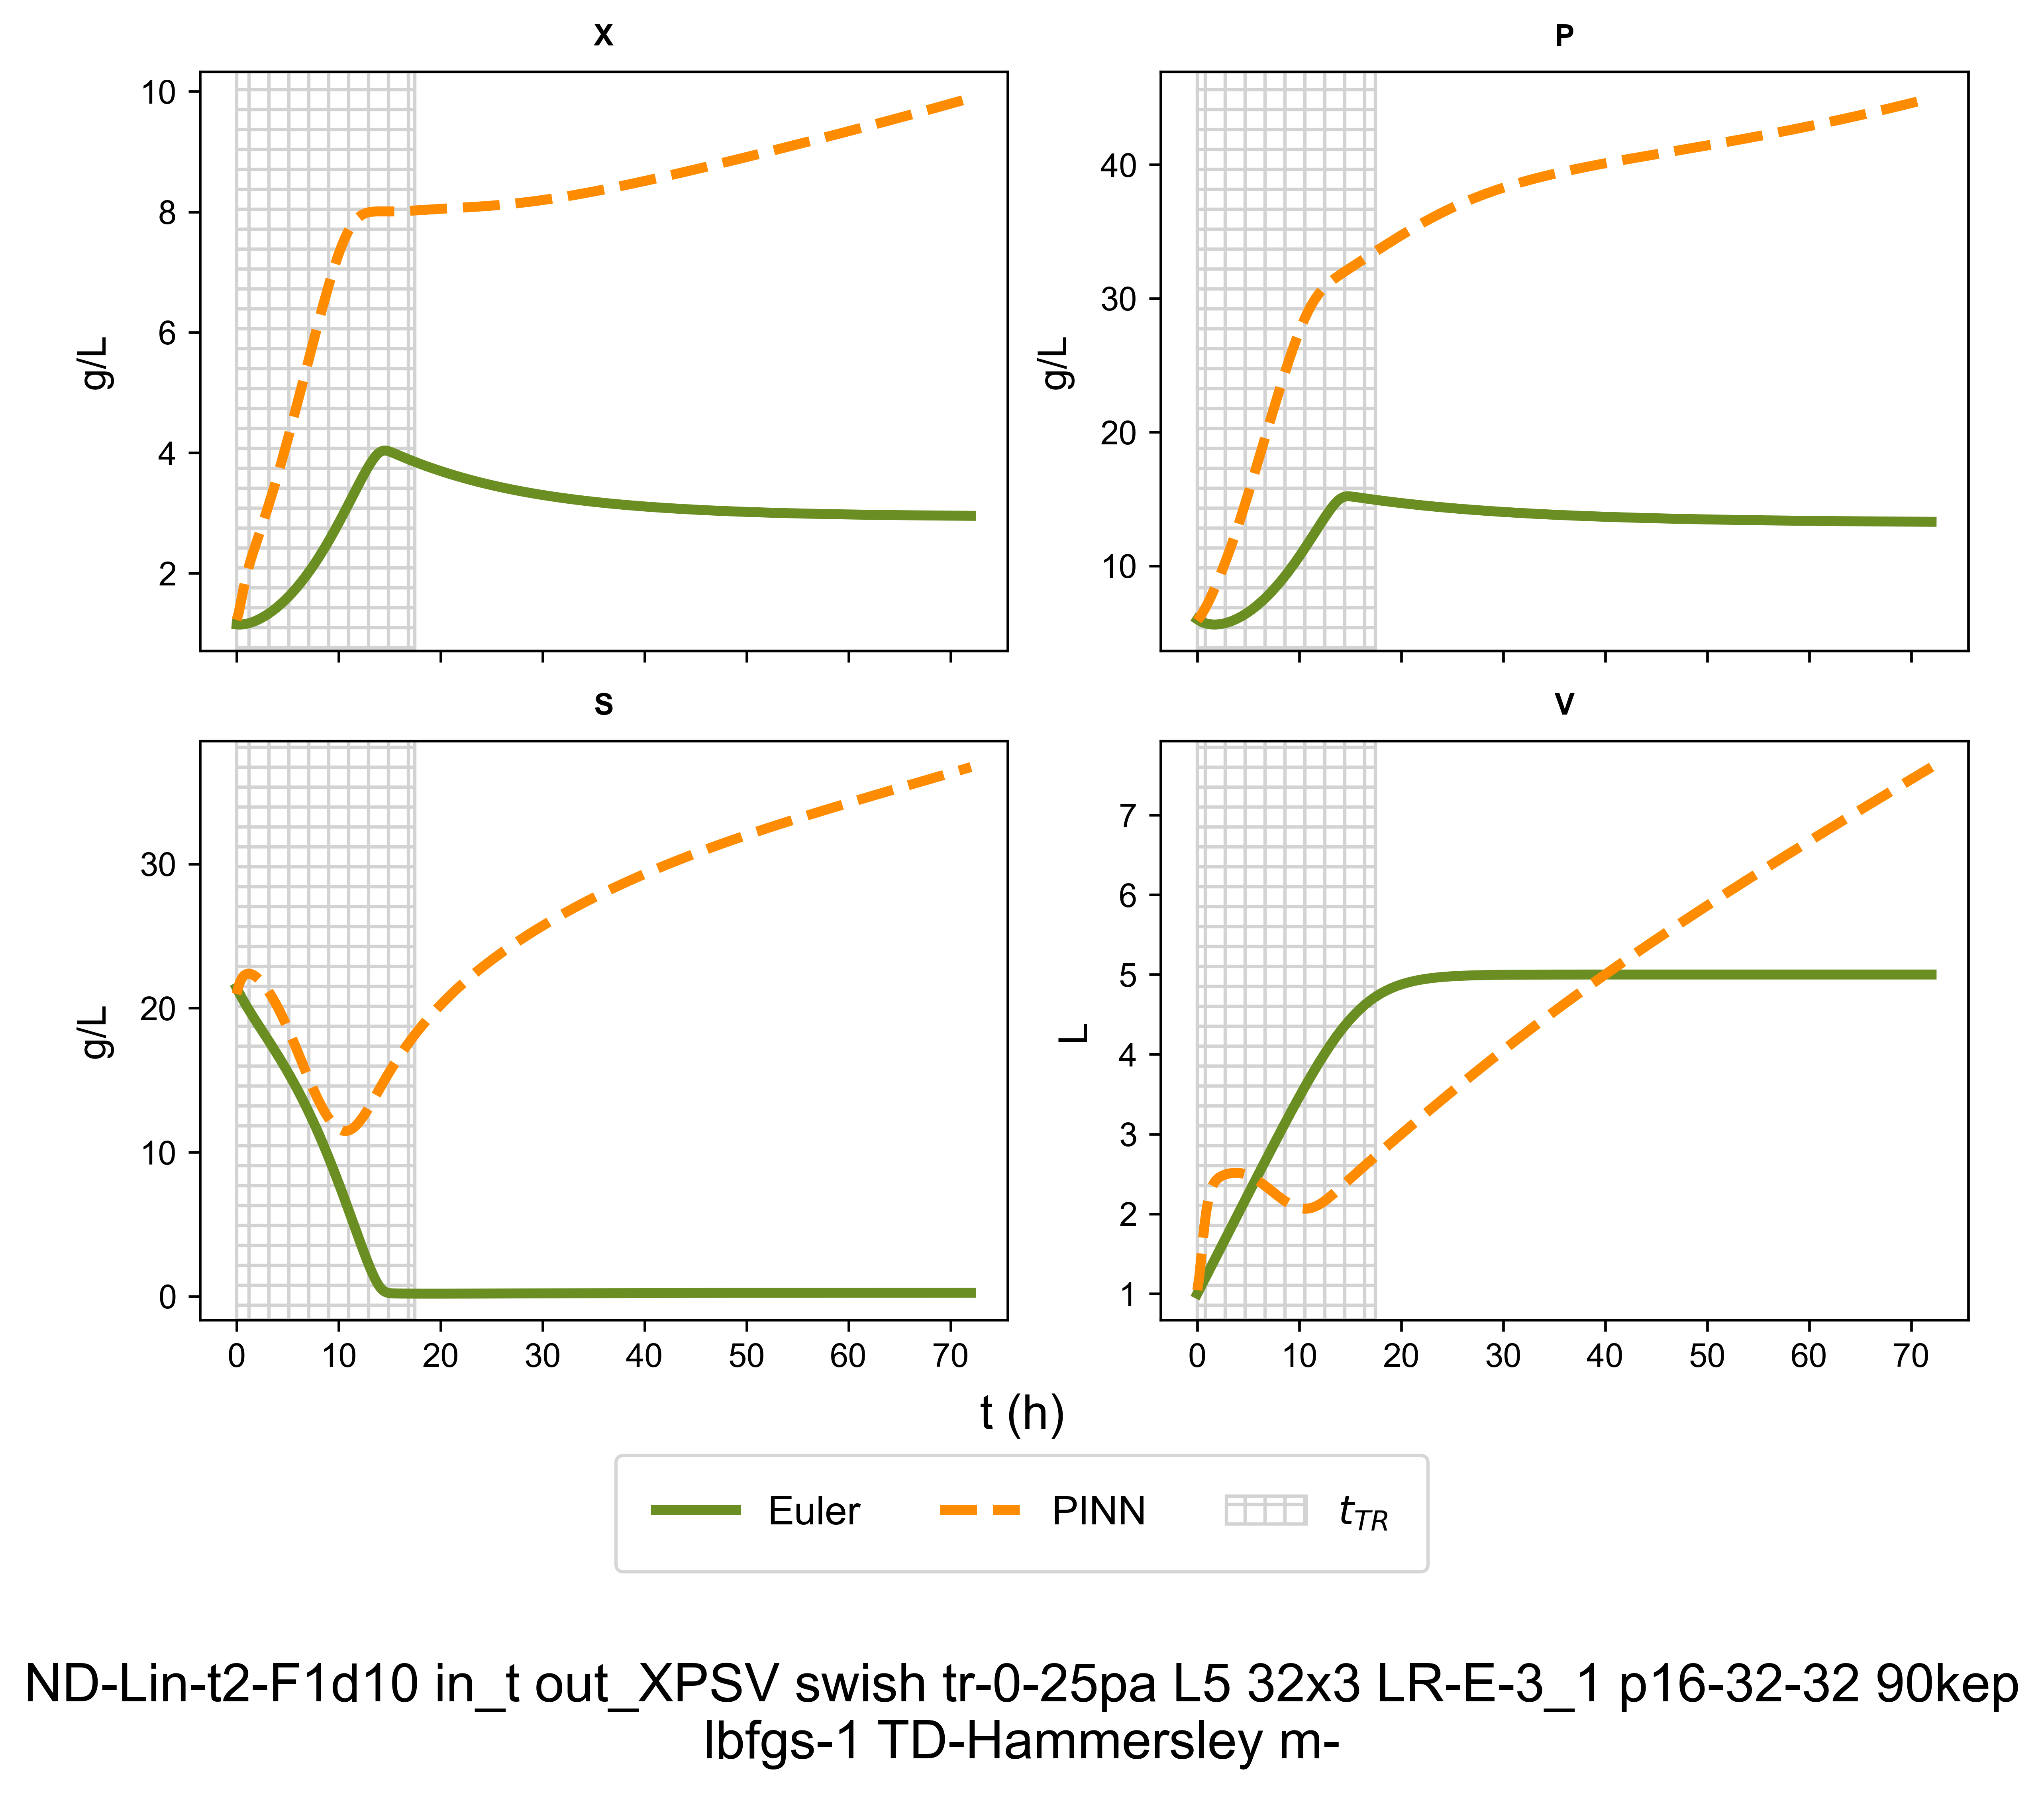 X
P
10
8
6
4
2
g/L
40
30
20
10
g/L
S
V
30
20
10
0
g/L
7
6
5
4
3
2
1
L
0 10 20 30 40 50 60 70
0 10 20 30 40 50 60 70
t (h)
Euler PINN t_TR
ND-Lin-t2-F1d10 in_t out_XPSV swish tr-0-25pa L5 32x3 LR-E-3_1 p16-32-32 90kep
lbfgs-1 TD-Hammersley m-